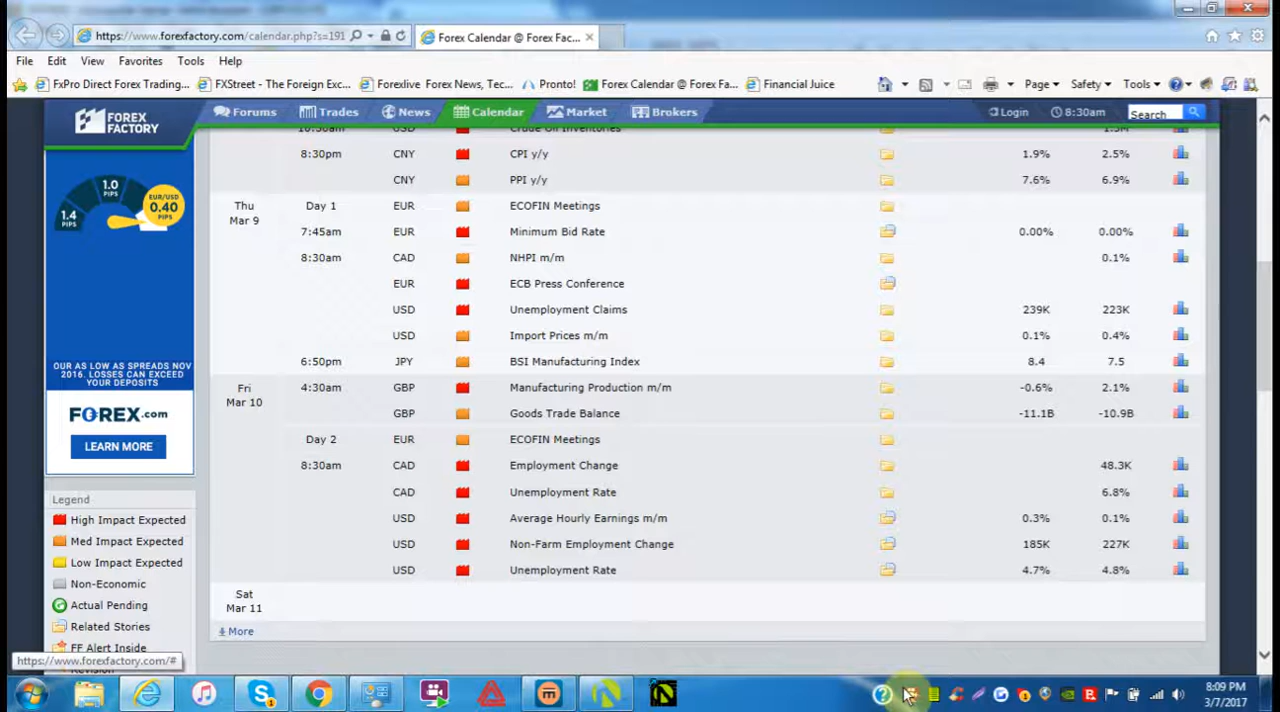 https://www.forexfactory.com/calendar.php?s=191
Forex Calendar @ Forex Fac...
File Edit View Favorites Tools Help
FxPro Direct Forex Trading... FXStreet - The Foreign Exc... Forexlive Forex News, Tec... Pronto! Forex Calendar @ Forex Fa... Financial Juice Page Safety Tools
FOREX FACTORY Forums Trades News Calendar Market Brokers Login 8:30am Search
10:30am USD Crude Oil Inventories 1.5M
8:30pm CNY CPI y/y 1.9% 2.5%
CNY PPI y/y 7.6% 6.9%
Thu Mar 9 Day 1 EUR ECOFIN Meetings
7:45am EUR Minimum Bid Rate 0.00% 0.00%
8:30am CAD NHPI m/m 0.1%
EUR ECB Press Conference
USD Unemployment Claims 239K 223K
USD Import Prices m/m 0.1% 0.4%
6:50pm JPY BSI Manufacturing Index 8.4 7.5
Fri Mar 10 4:30am GBP Manufacturing Production m/m -0.6% 2.1%
GBP Goods Trade Balance -11.1B -10.9B
Day 2 EUR ECOFIN Meetings
8:30am CAD Employment Change 48.3K
CAD Unemployment Rate 6.8%
USD Average Hourly Earnings m/m 0.3% 0.1%
USD Non-Farm Employment Change 185K 227K
USD Unemployment Rate 4.7% 4.8%
Sat Mar 11
More
1.4 PIPS
1.0 PIPS
EUR/USD 0.40 PIPS
OUR AS LOW AS SPREADS NOV
2016. LOSSES CAN EXCEED
YOUR DEPOSITS
FOREX.com
LEARN MORE
Legend
High Impact Expected
Med Impact Expected
Low Impact Expected
Non-Economic
Actual Pending
Related Stories
FF Alert Inside
https://www.forexfactory.com/#
8:09 PM
3/7/2017